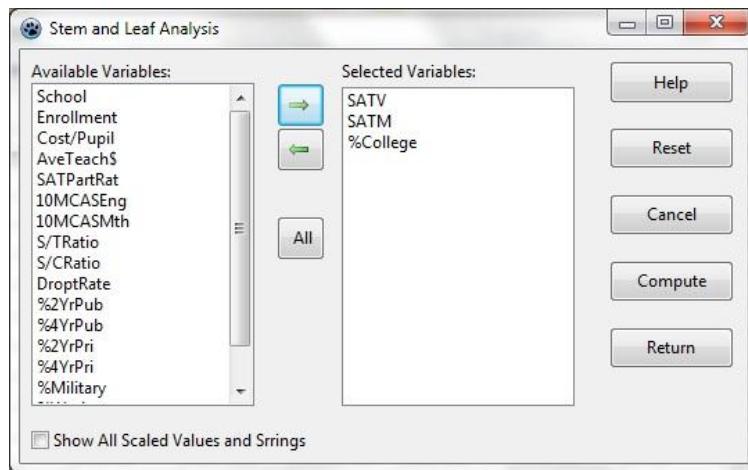 Stem and Leaf Analysis
Available Variables:
School
Enrollment
Cost/Pupil
AveTeach$
SATPartRat
10MCASEng
10MCASMth
S/TRatio
S/CRatio
DroptRate
%2YrPub
%4YrPub
%2YrPri
%4YrPri
%Military
All
Selected Variables:
SATV
SATM
%College
Help
Reset
Cancel
Compute
Return
Show All Scaled Values and Srrings